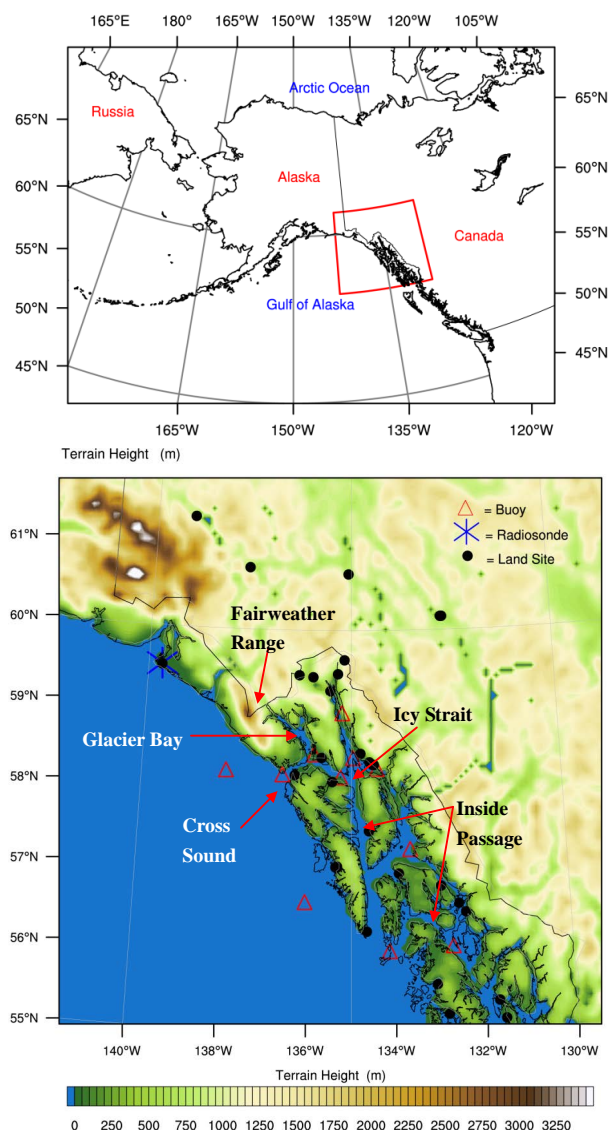 165°E 180° 165°W 150°W 135°W 120°W 105°W
Arctic Ocean
Russia
65°N 65°N
60°N
60°N
Alaska
55°N
Canada
55°N
50°N
50°N
Gulf of Alaska
45°N
45°N
165°W 150°W 135°W 120°W
Terrain Height (m)
61°N
= Buoy
= Radiosonde
= Land Site
60°N
Fairweather
Range
59°N
Icy Strait
Glacier Bay
58°N
Cross
Sound
Inside
Passage
57°N
56°N
55°N
140°W 138°W 136°W 134°W 132°W 130°W
Terrain Height (m)
0 250 500 750 1000 1250 1500 1750 2000 2250 2500 2750 3000 3250